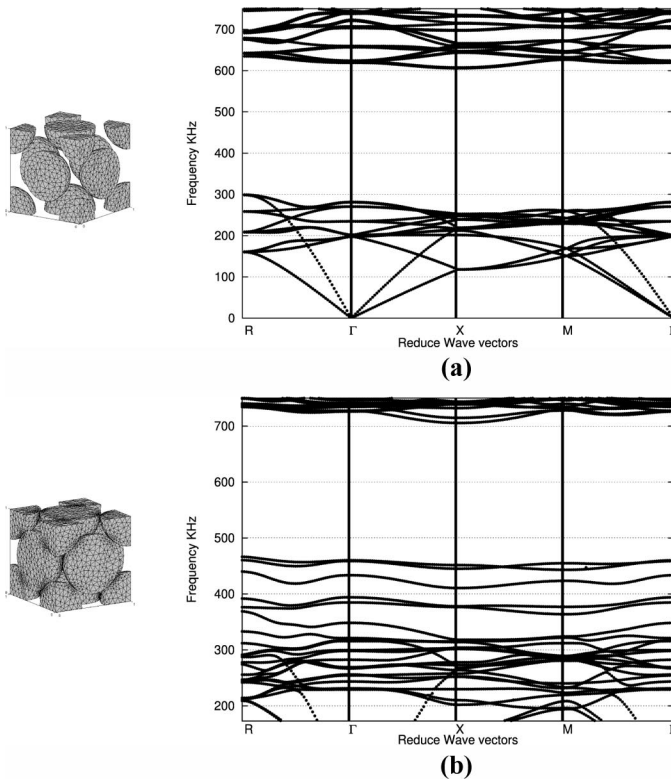 700
600
500
400
300
200
100
0
Frequency KHz
R Γ X M Γ
Reduce Wave vectors
(a)
700
600
500
400
300
200
Frequency KHz
R Γ X M Γ
Reduce Wave vectors
(b)